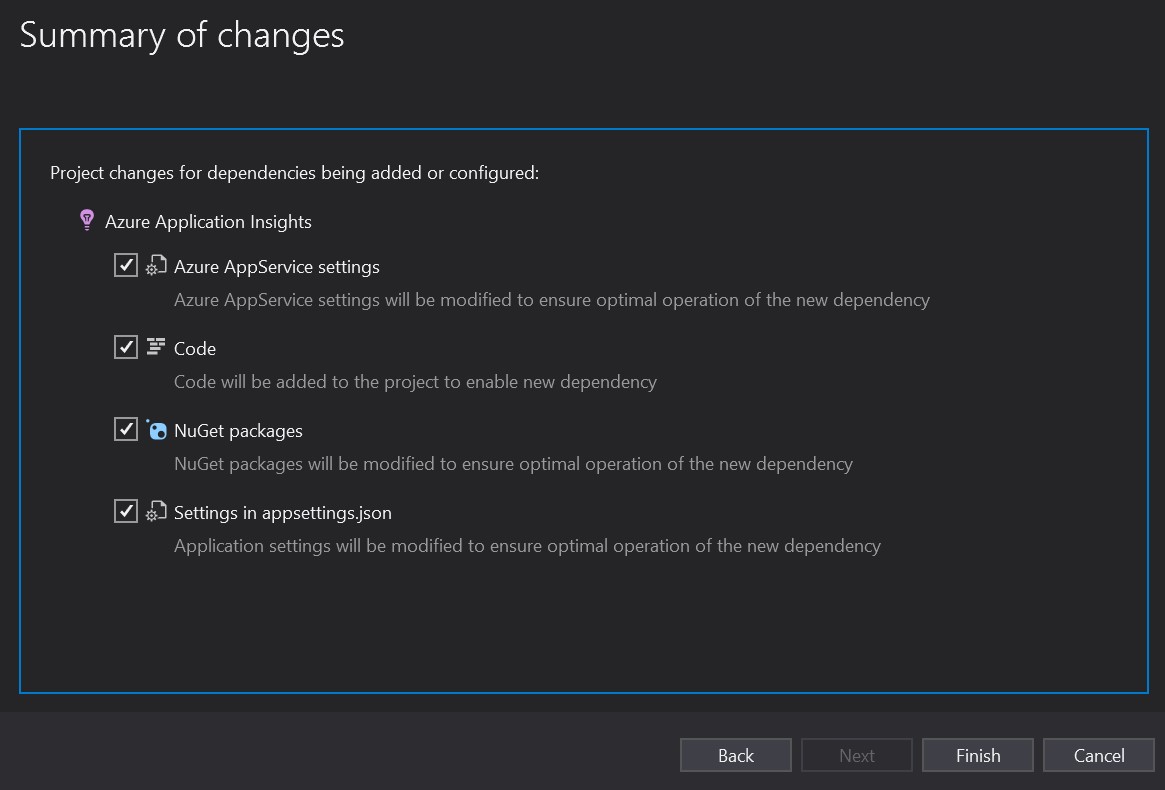 Summary of changes
Project changes for dependencies being added or configured:
Azure Application Insights
Azure AppService settings
Azure AppService settings will be modified to ensure optimal operation of the new dependency
Code
Code will be added to the project to enable new dependency
NuGet packages
NuGet packages will be modified to ensure optimal operation of the new dependency
Settings in appsettings.json
Application settings will be modified to ensure optimal operation of the new dependency
Back Next Finish Cancel